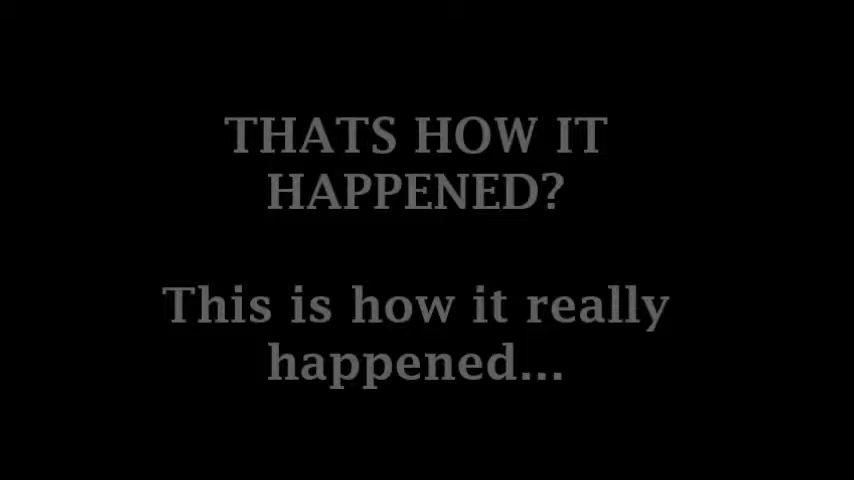 THATS HOW IT
HAPPENED?
This is how it really
happened...